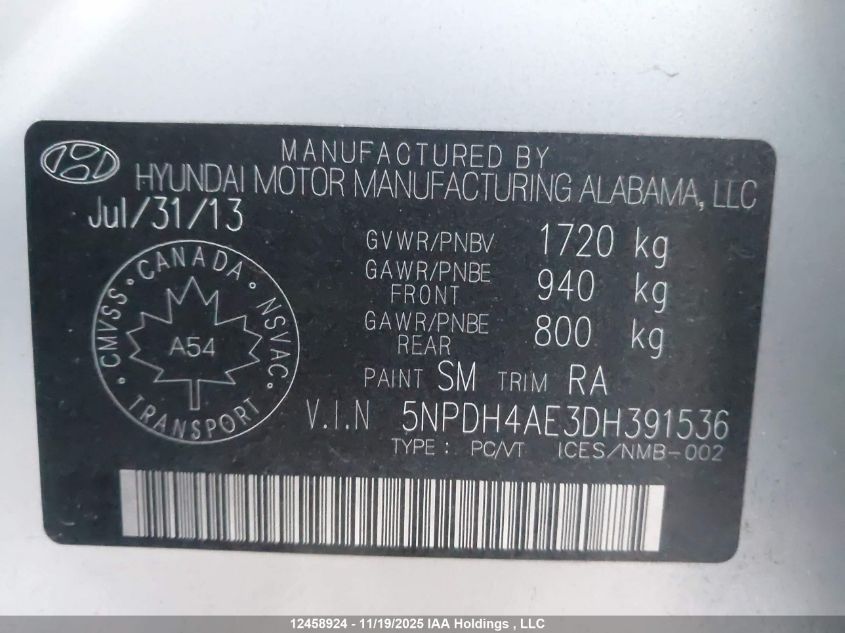 MANUFACTURED BY
HYUNDAI MOTOR MANUFACTURING ALABAMA, LLC
Jul/31/13
GVWR/PNBV 1720 kg
GAWR/PNBE FRONT 940 kg
GAWR/PNBE REAR 800 kg
PAINT SM TRIM RA
V.I.N 5NPDH4AE3DH391536
TYPE : PC/VT ICES/NMB-002
CANADA
CMVSS
NSVAC
A54
TRANSPORT
12458924 - 11/19/2025 IAA Holdings , LLC